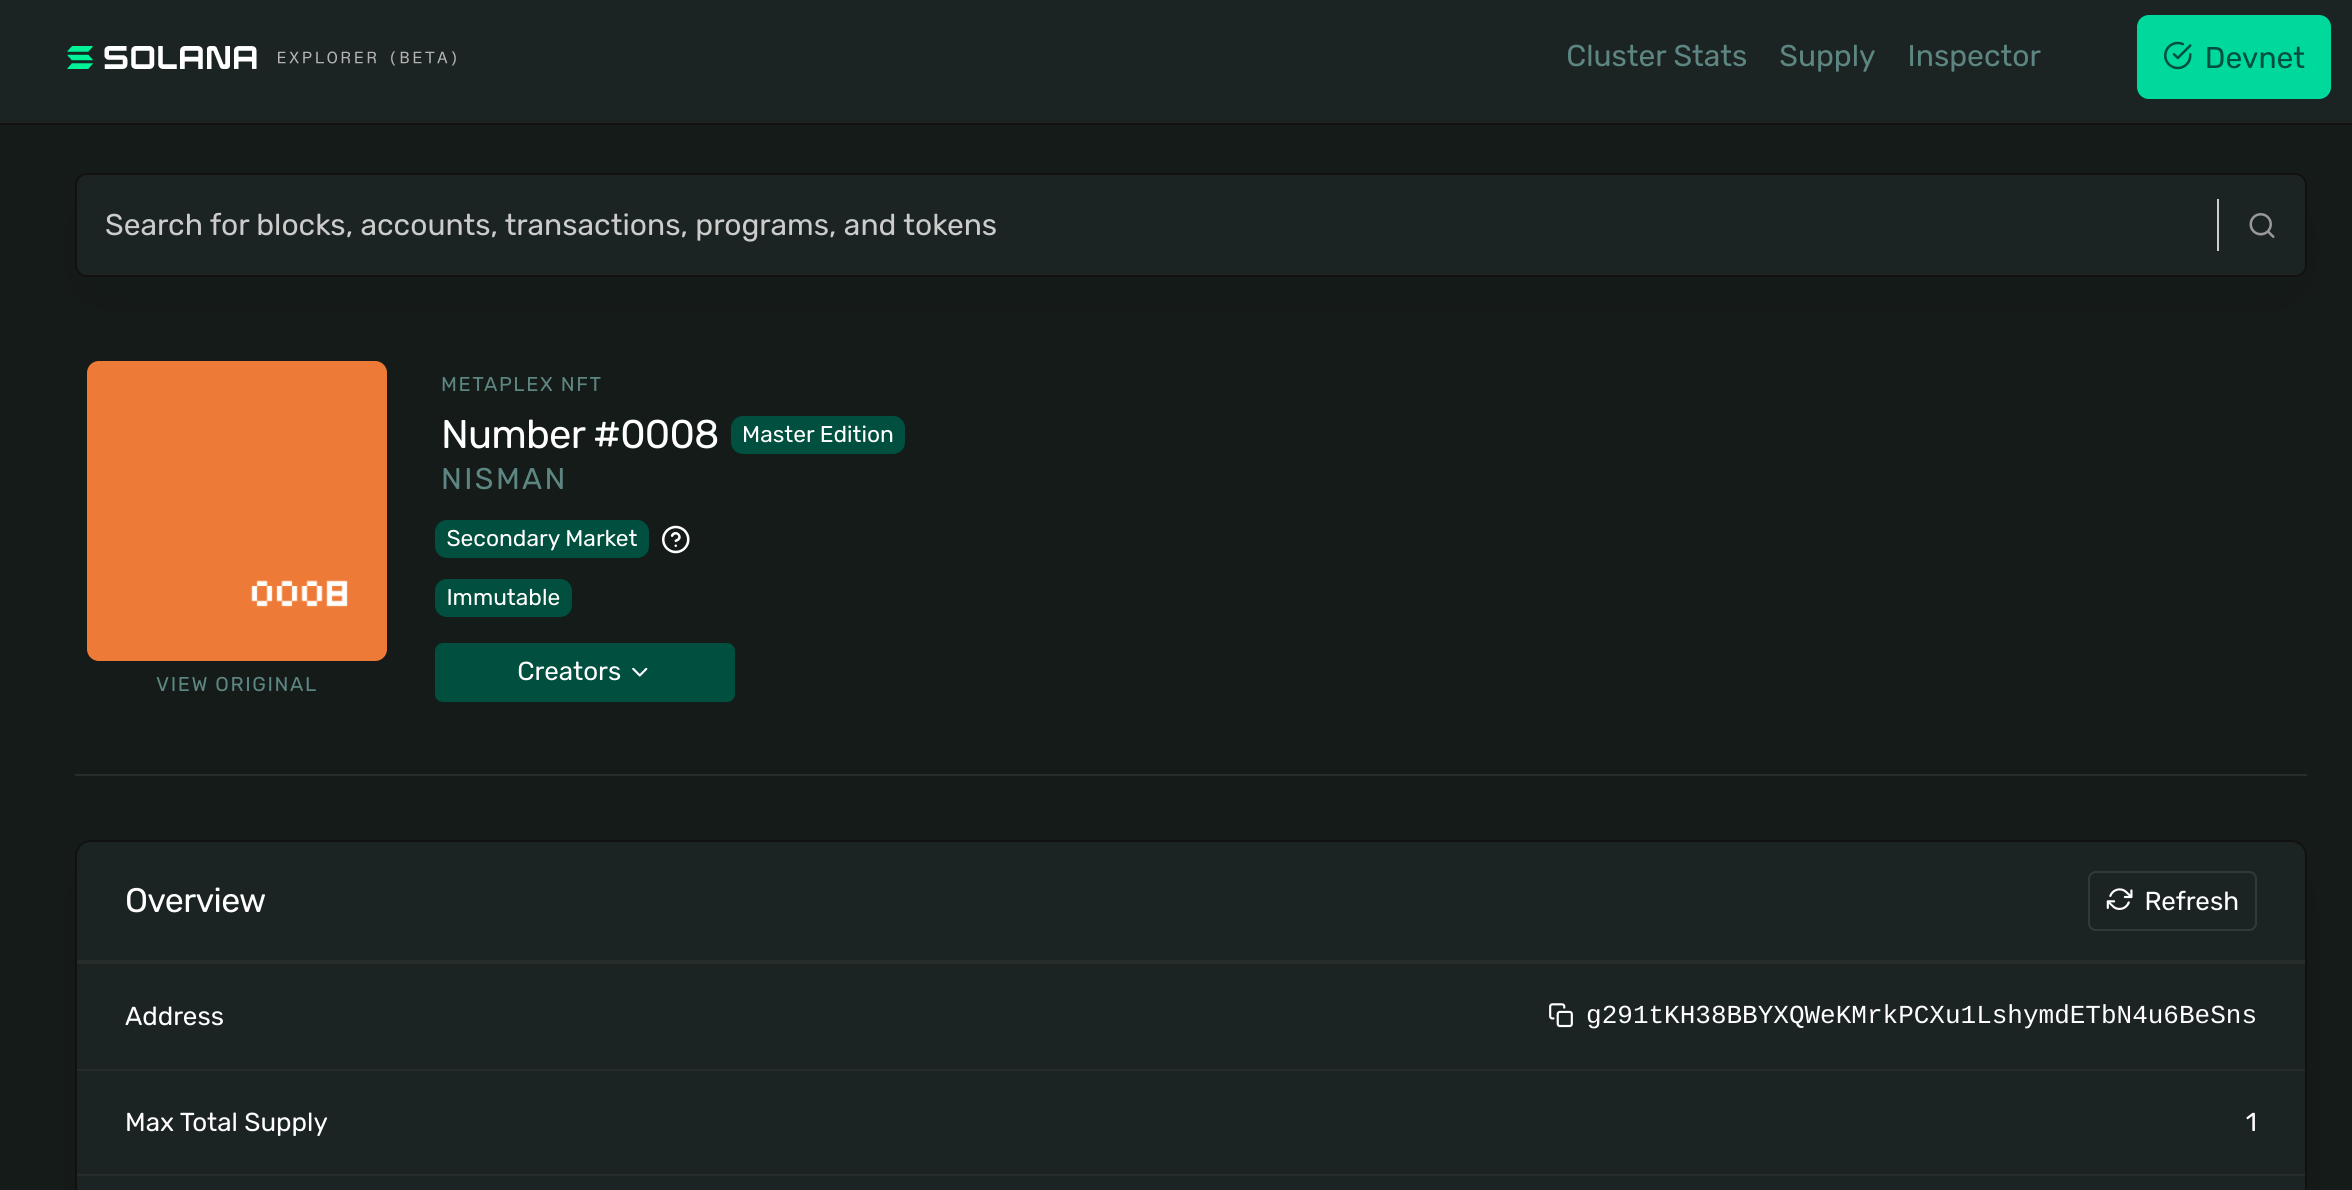 SOLANA EXPLORER (BETA)
Cluster Stats Supply Inspector
Devnet
Search for blocks, accounts, transactions, programs, and tokens
0008
VIEW ORIGINAL
METAPLEX NFT
Number #0008 Master Edition
NISMAN
Secondary Market
Immutable
Creators
Overview
Refresh
Address g291tKH38BBYXQWeKMrkPCXu1LshymdETbN4u6BeSns
Max Total Supply 1